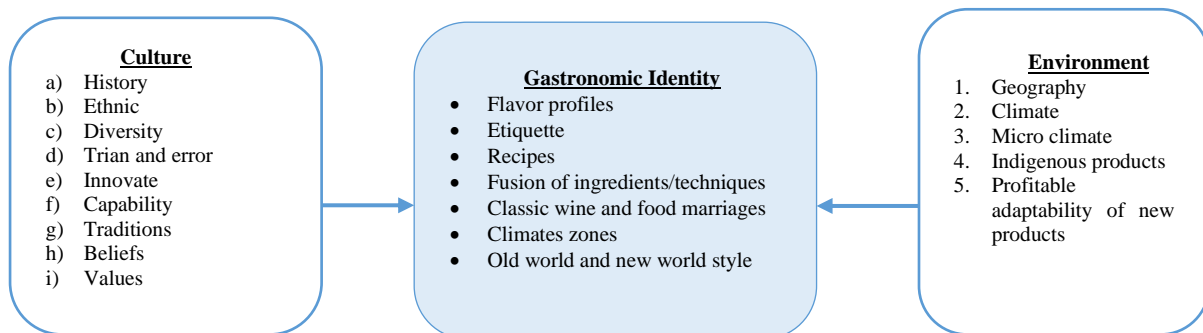 Culture
a) History
b) Ethnic
c) Diversity
d) Trian and error
e) Innovate
f) Capability
g) Traditions
h) Beliefs
i) Values
Gastronomic Identity
• Flavor profiles
• Etiquette
• Recipes
• Fusion of ingredients/techniques
• Classic wine and food marriages
• Climates zones
• Old world and new world style
Environment
1. Geography
2. Climate
3. Micro climate
4. Indigenous products
5. Profitable
adaptability of new
products